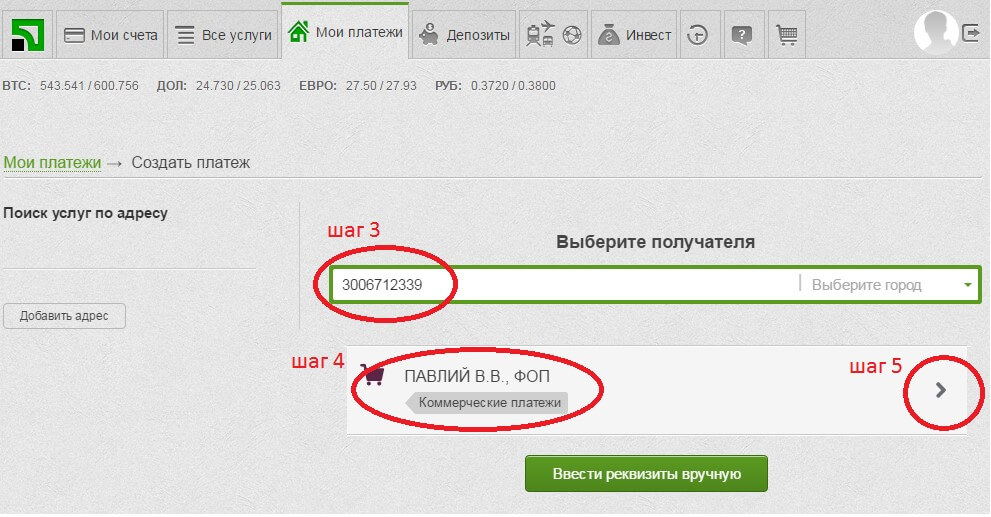 Мои счета
Все услуги
Мои платежи
Депозиты
Инвест
BTC: 543.541 / 600.756 ДОЛ: 24.730 / 25.063 ЕВРО: 27.50 / 27.93 РУБ: 0.3720 / 0.3800
Мои платежи → Создать платеж
Поиск услуг по адресу
Добавить адрес
шаг 3
Выберите получателя
3006712339 | Выберите город
шаг 4
ПАВЛИЙ В.В., ФОП
Коммерческие платежи
шаг 5
Ввести реквизиты вручную